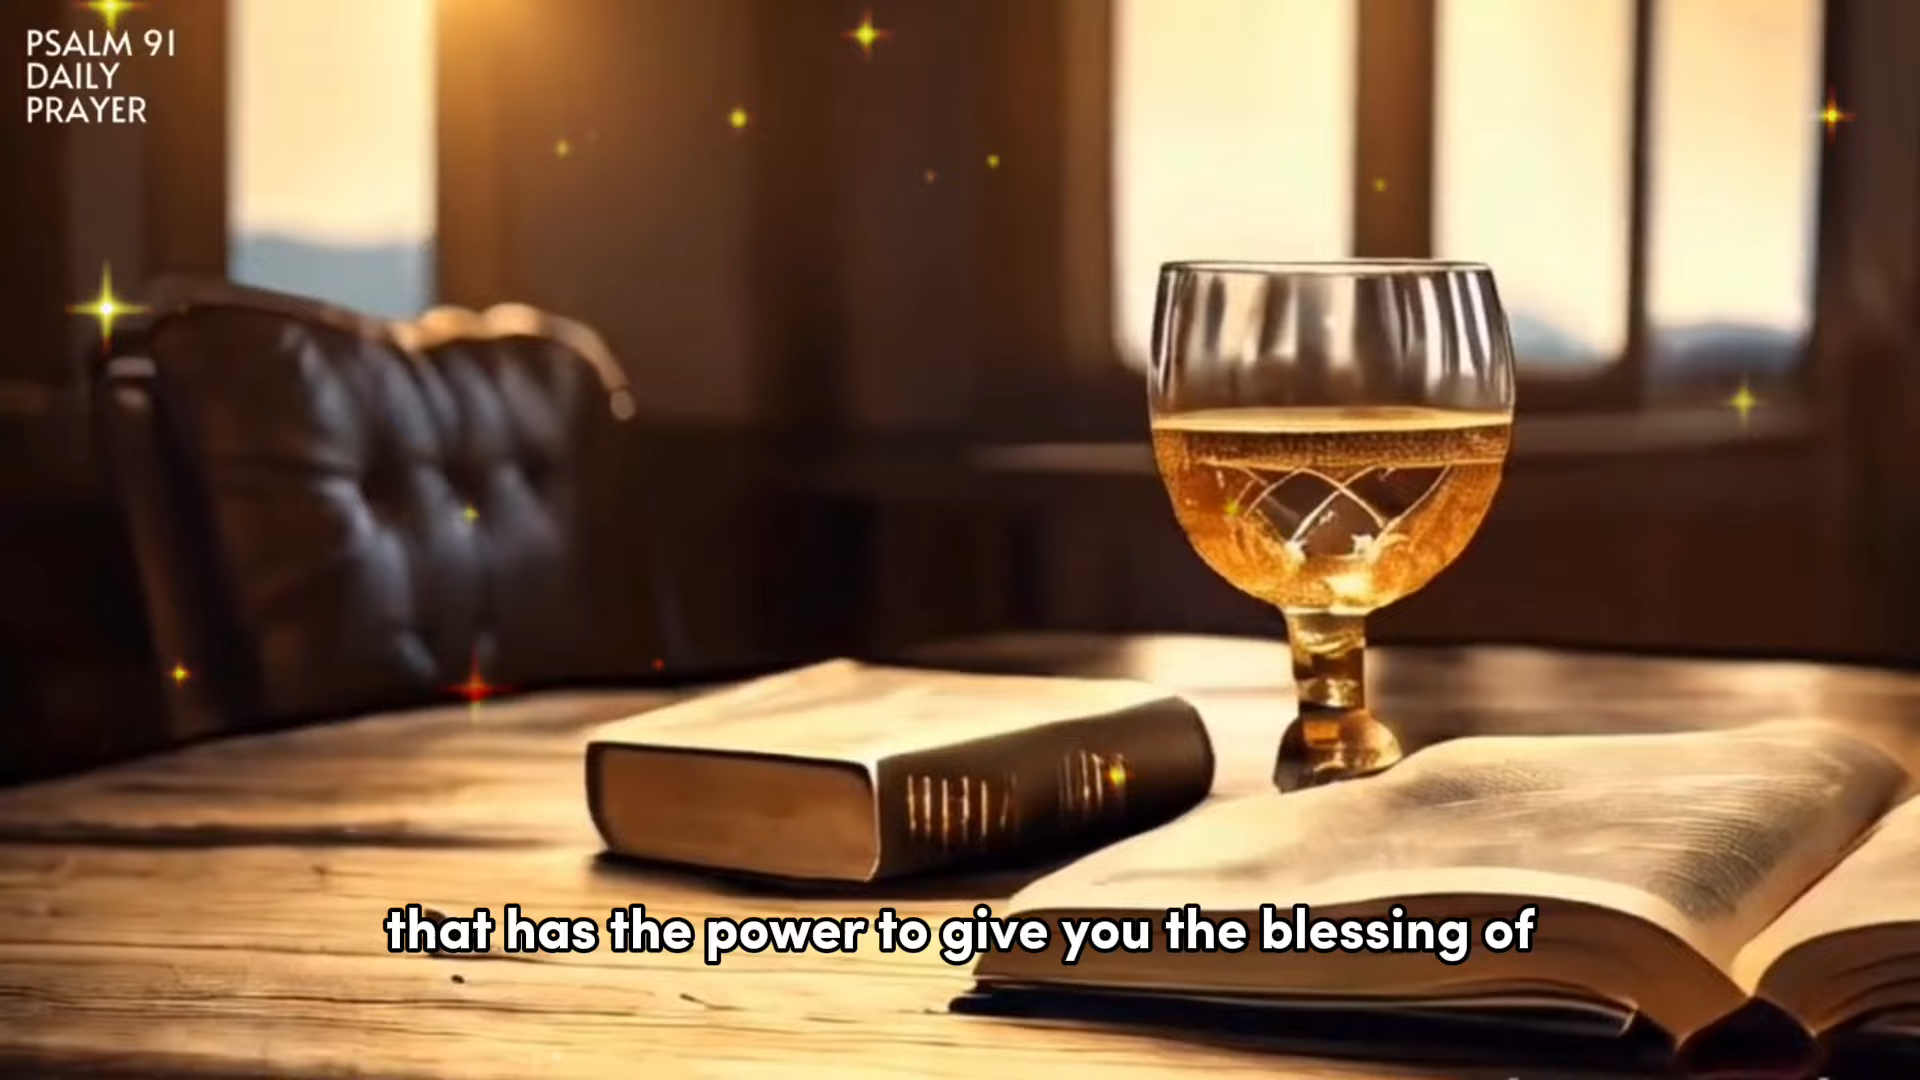 PSALM 91
DAILY
PRAYER
that has the power to give you the blessing of